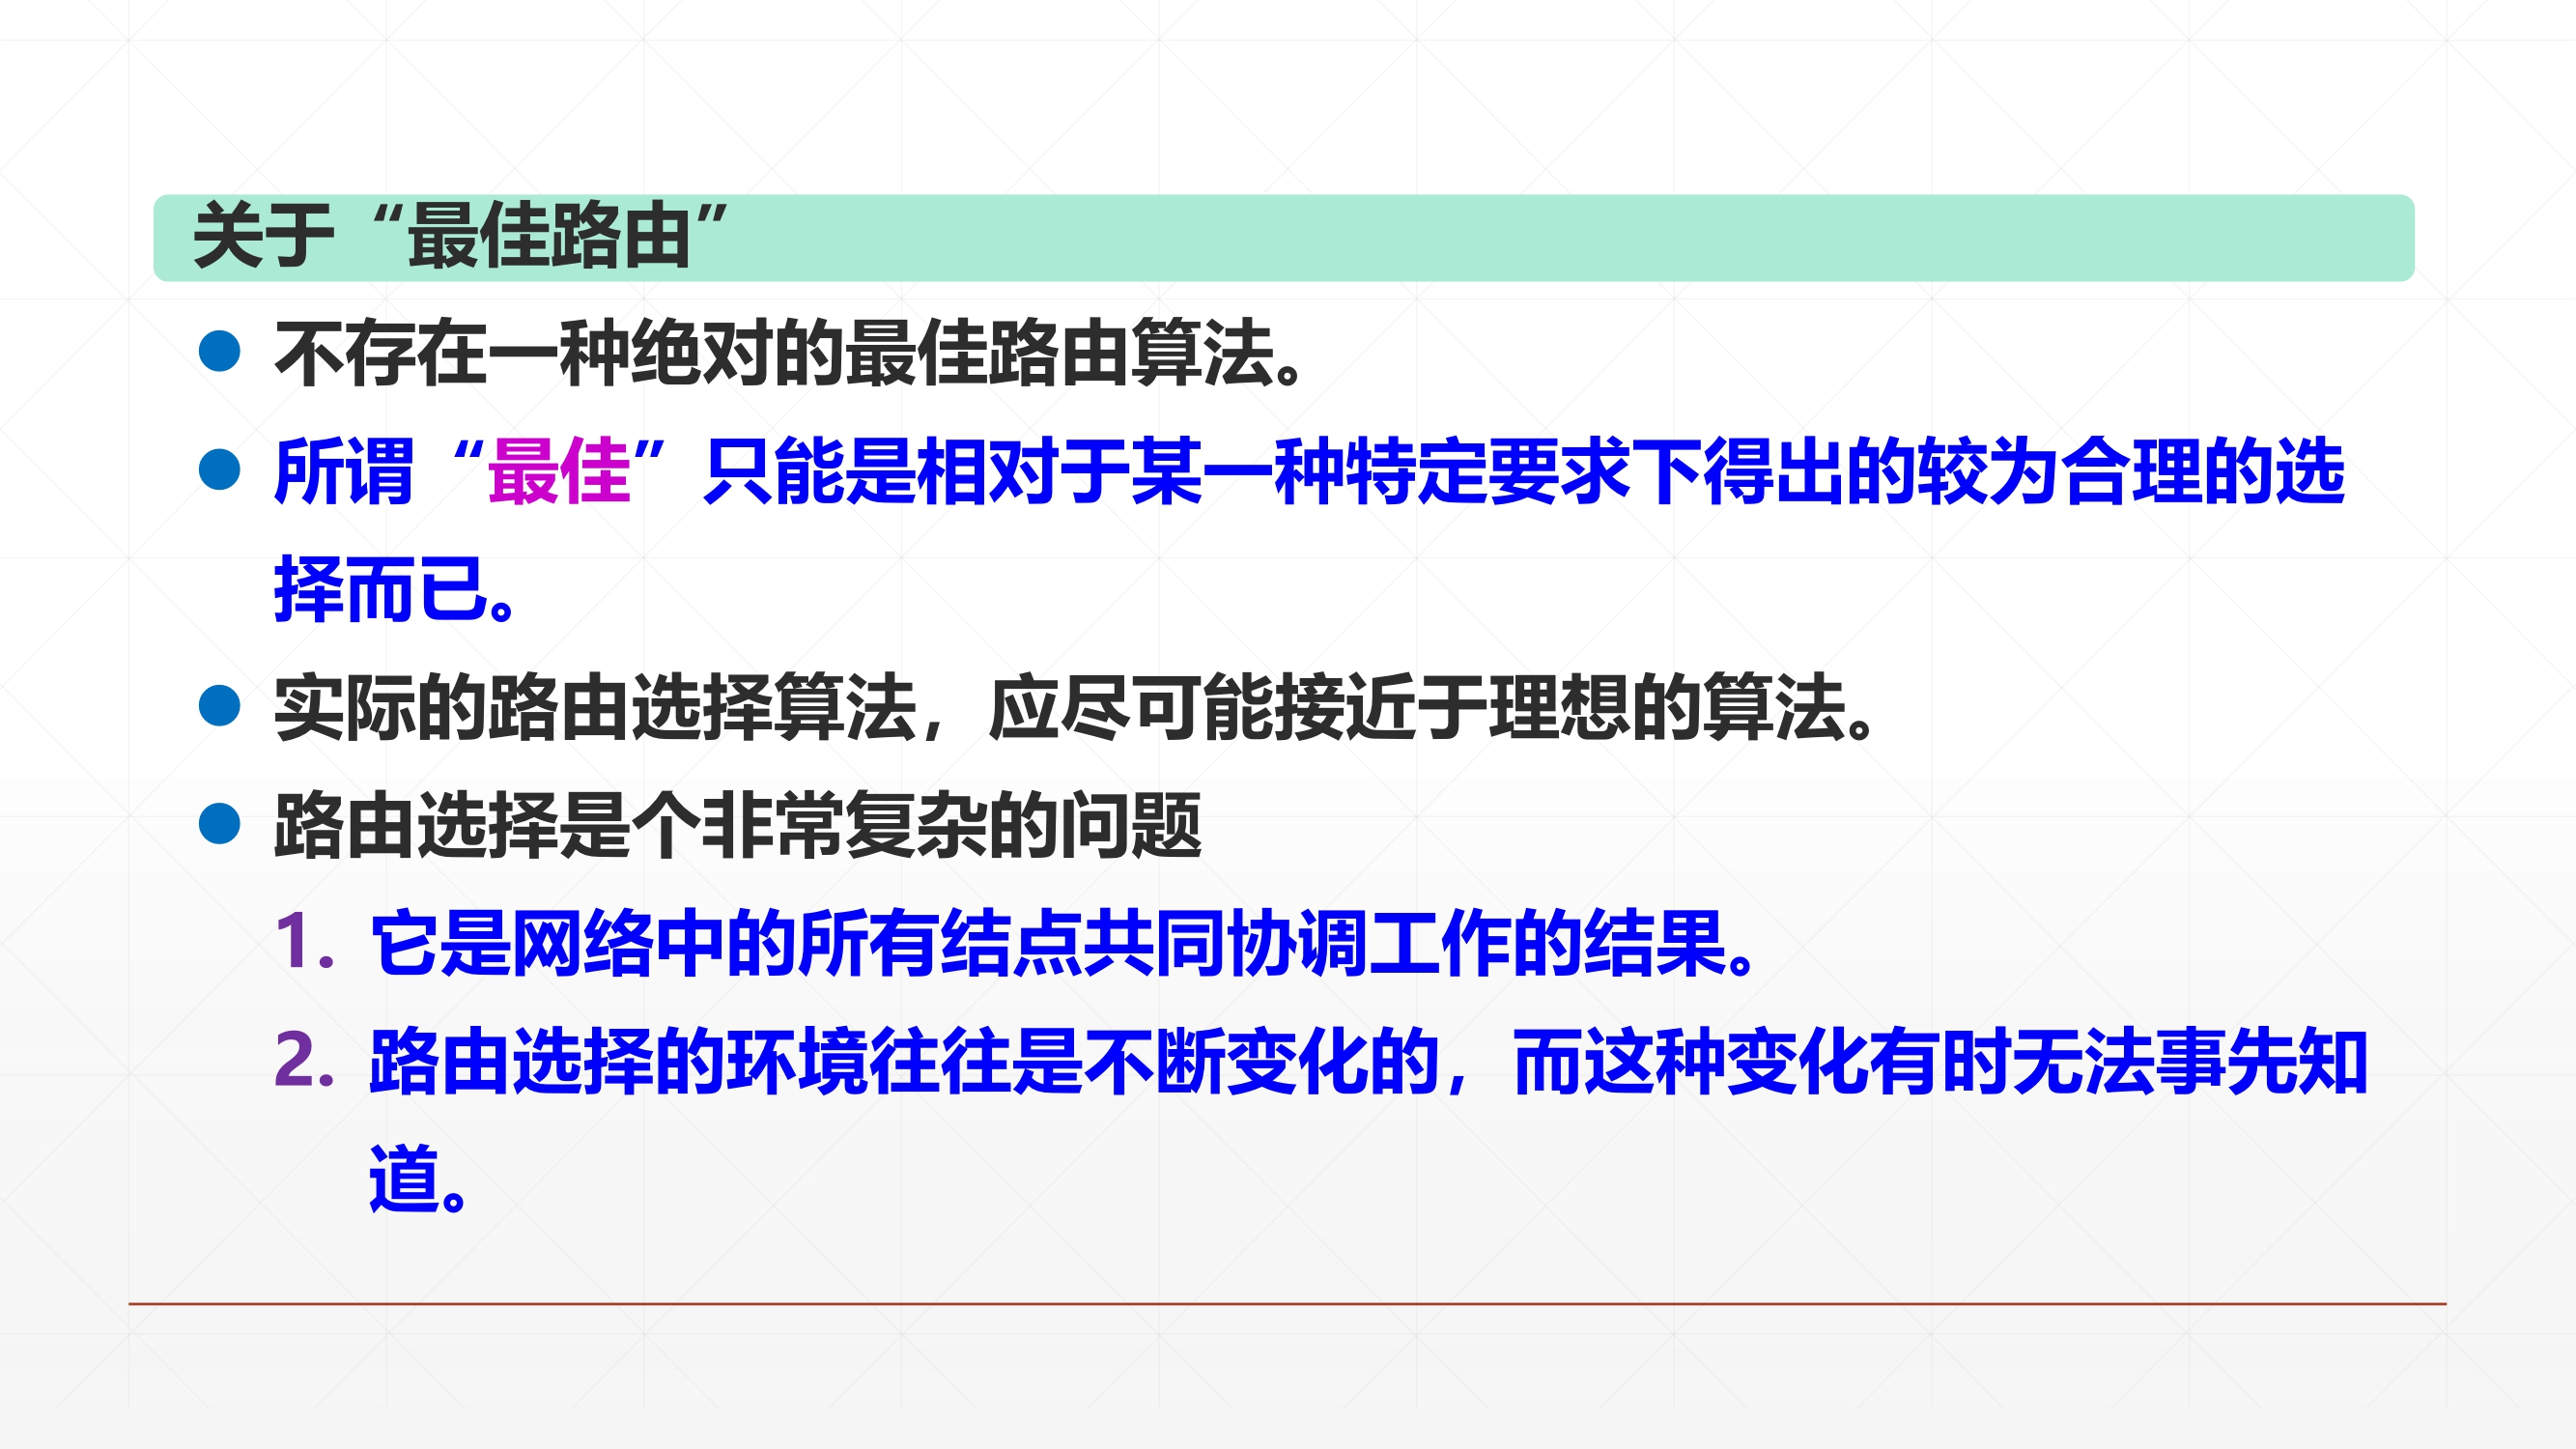 关于“最佳路由”
不存在一种绝对的最佳路由算法。
所谓“最佳”只能是相对于某一种特定要求下得出的较为合理的选
择而已。
实际的路由选择算法，应尽可能接近于理想的算法。
路由选择是个非常复杂的问题
1. 它是网络中的所有结点共同协调工作的结果。
2. 路由选择的环境往往是不断变化的，而这种变化有时无法事先知
道。